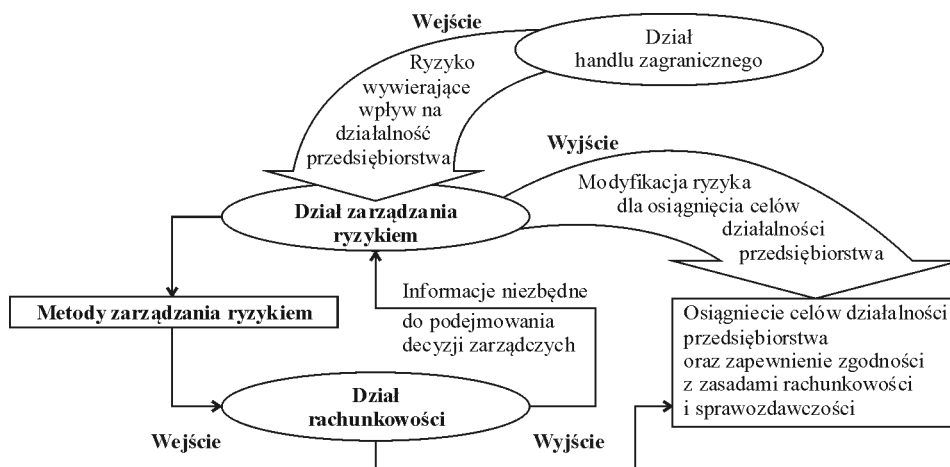 Wejście
Dział
handlu zagranicznego
Ryzyko
wywierające
wpływ na
działalność
przedsiębiorstwa
Wyjście
Modyfikacja ryzyka
dla osiągnięcia celów
działalności
przedsiębiorstwa
Dział zarządzania
ryzykiem
Metody zarządzania ryzykiem
Informacje niezbędne
do podejmowania
decyzji zarządczych
Osiągniecie celów działalności
przedsiębiorstwa
oraz zapewnienie zgodności
z zasadami rachunkowości
i sprawozdawczości
Dział
rachunkowości
Wejście
Wyjście